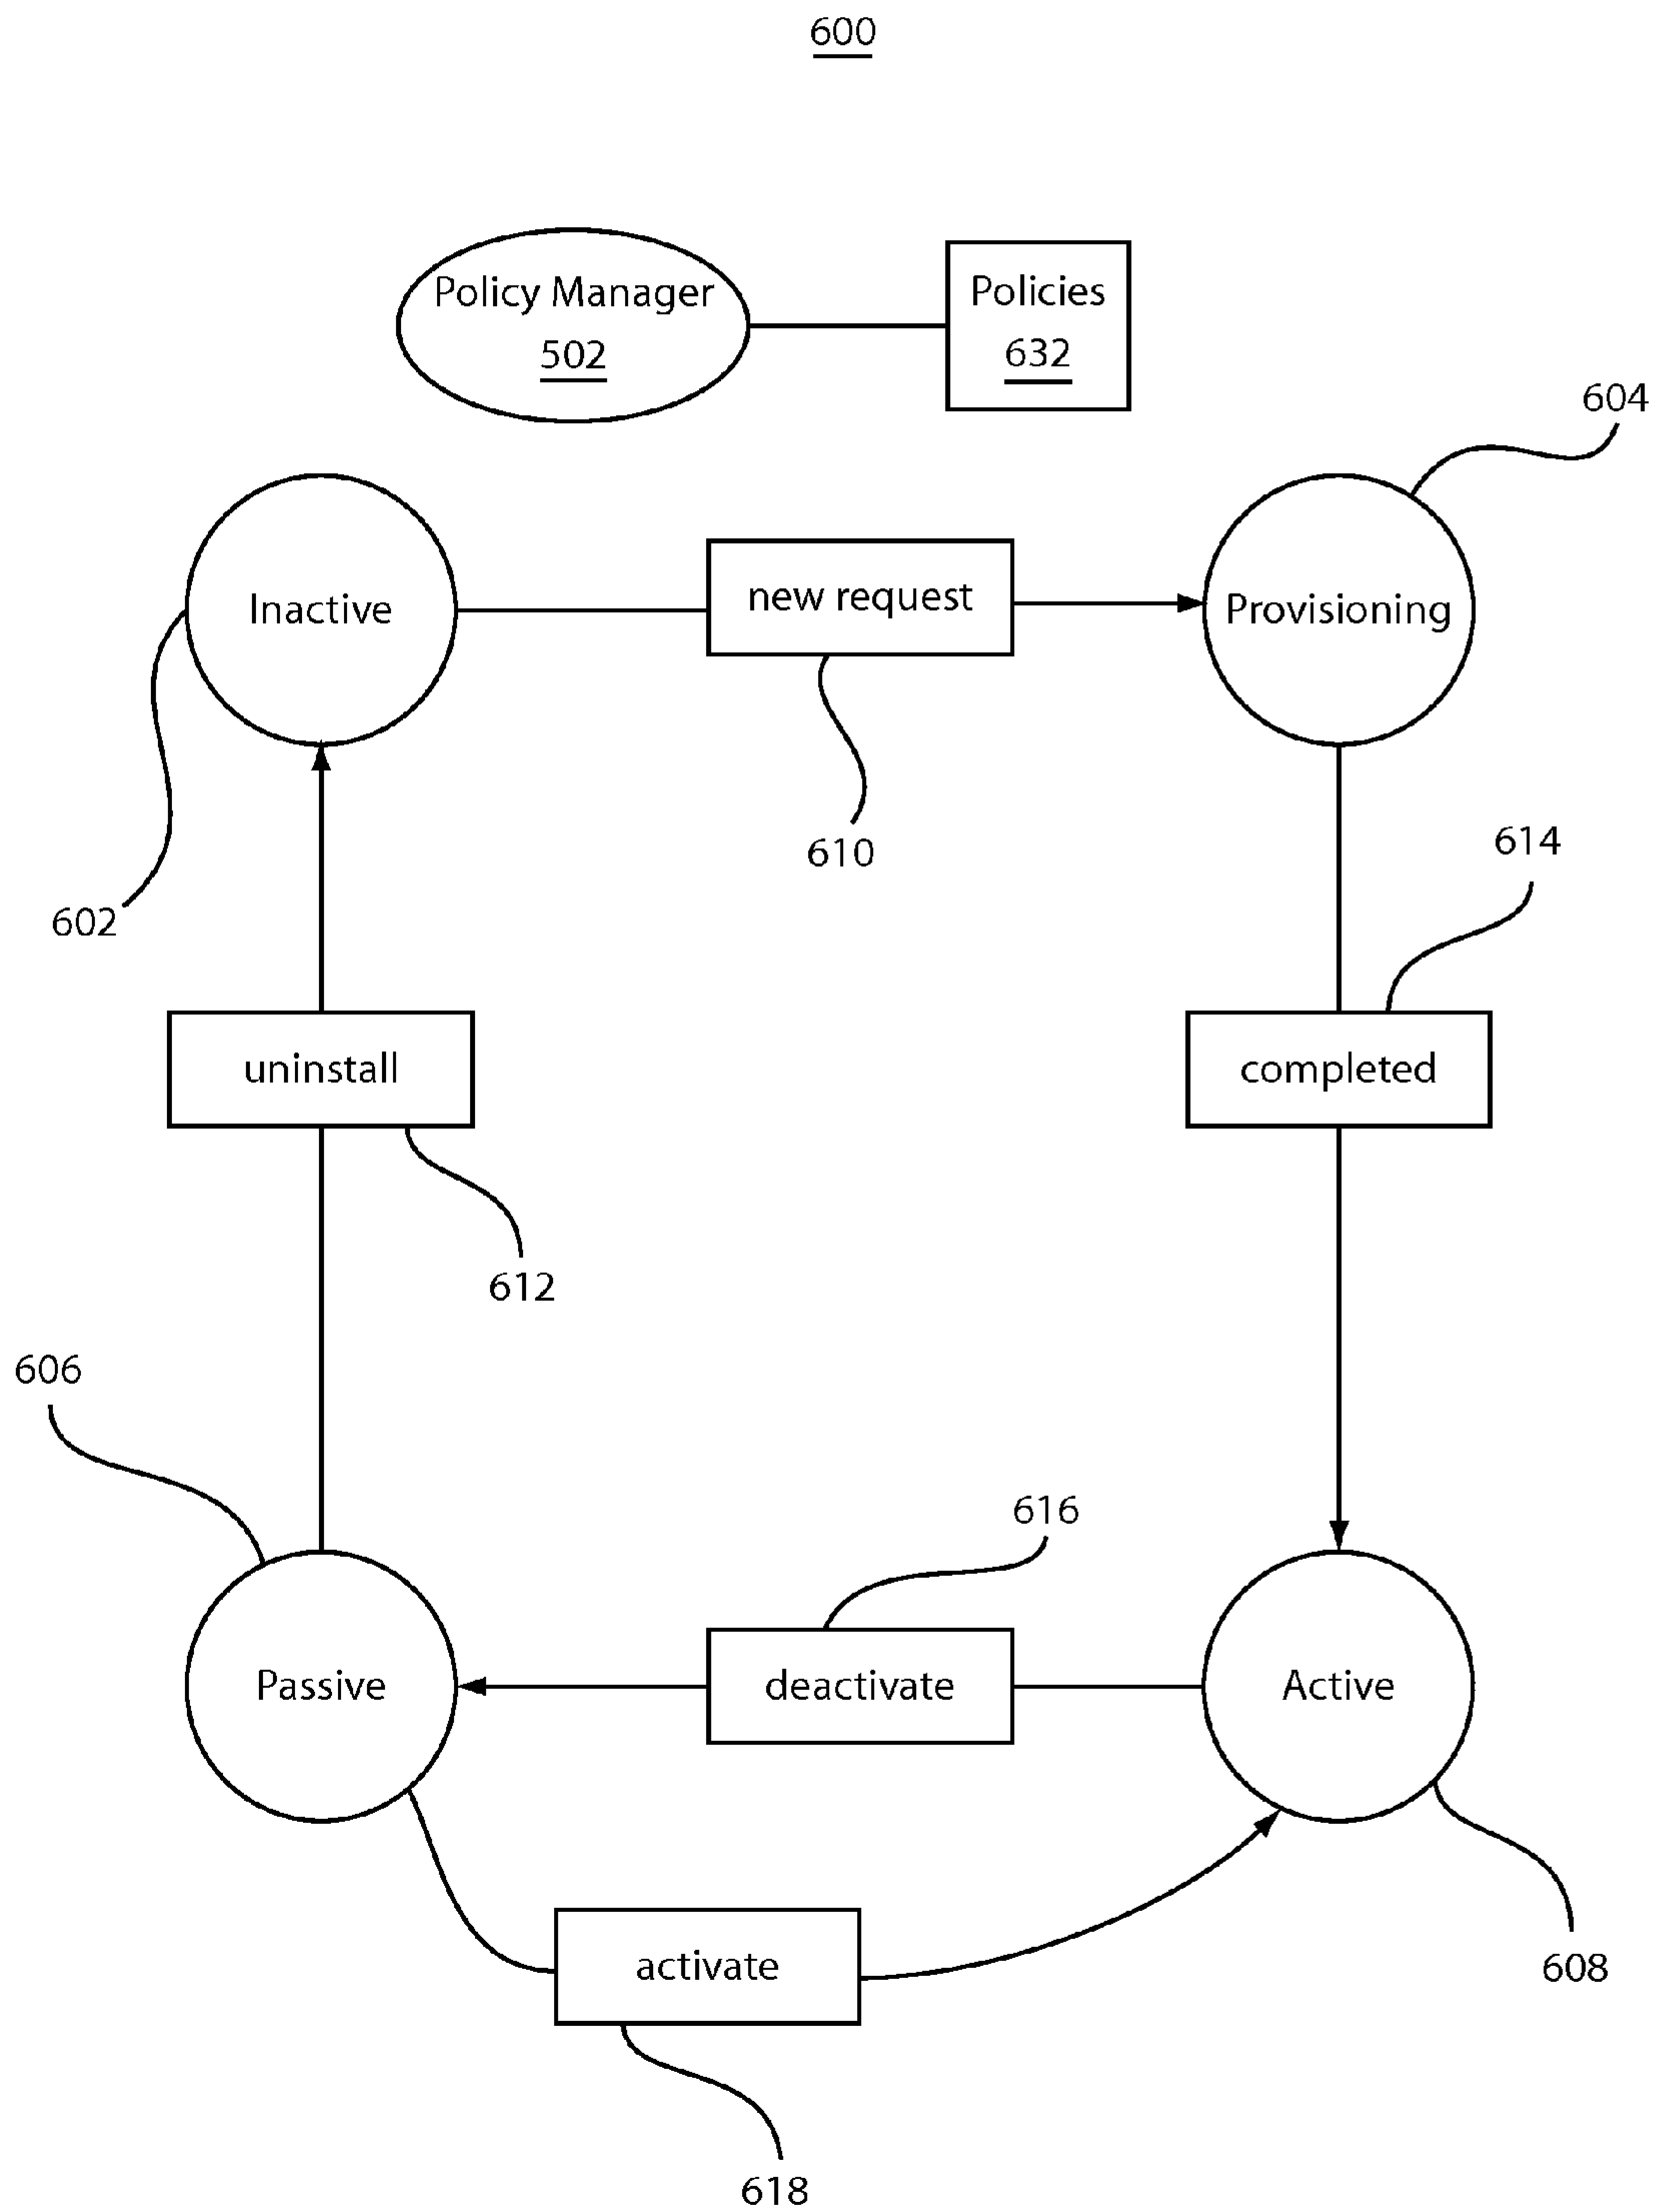 600
Policy Manager
502
Policies
632
604
Inactive
new request
Provisioning
610
614
602
uninstall
completed
612
606
616
Passive
deactivate
Active
activate
608
618